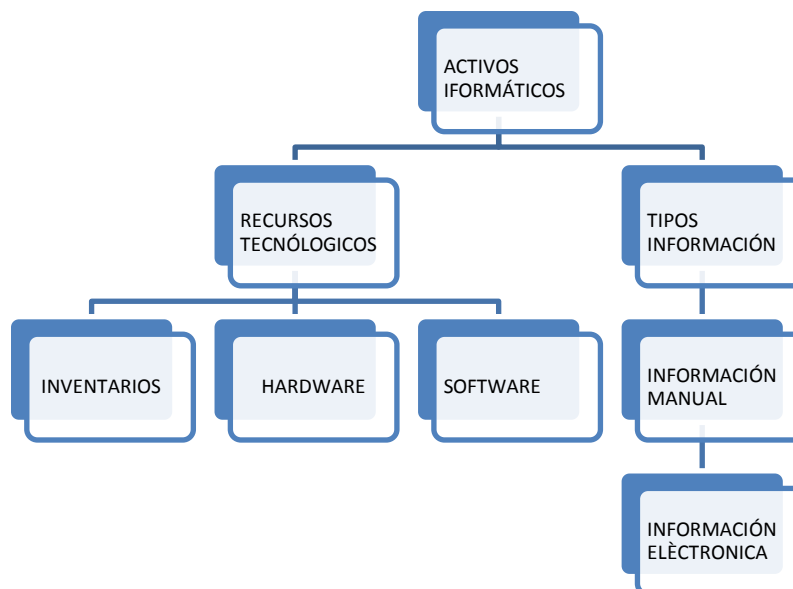 ACTIVOS
IFORMÁTICOS
RECURSOS
TECNÓLOGICOS
TIPOS
INFORMACIÓN
INVENTARIOS
HARDWARE
SOFTWARE
INFORMACIÓN
MANUAL
INFORMACIÓN
ELÈCTRONICA